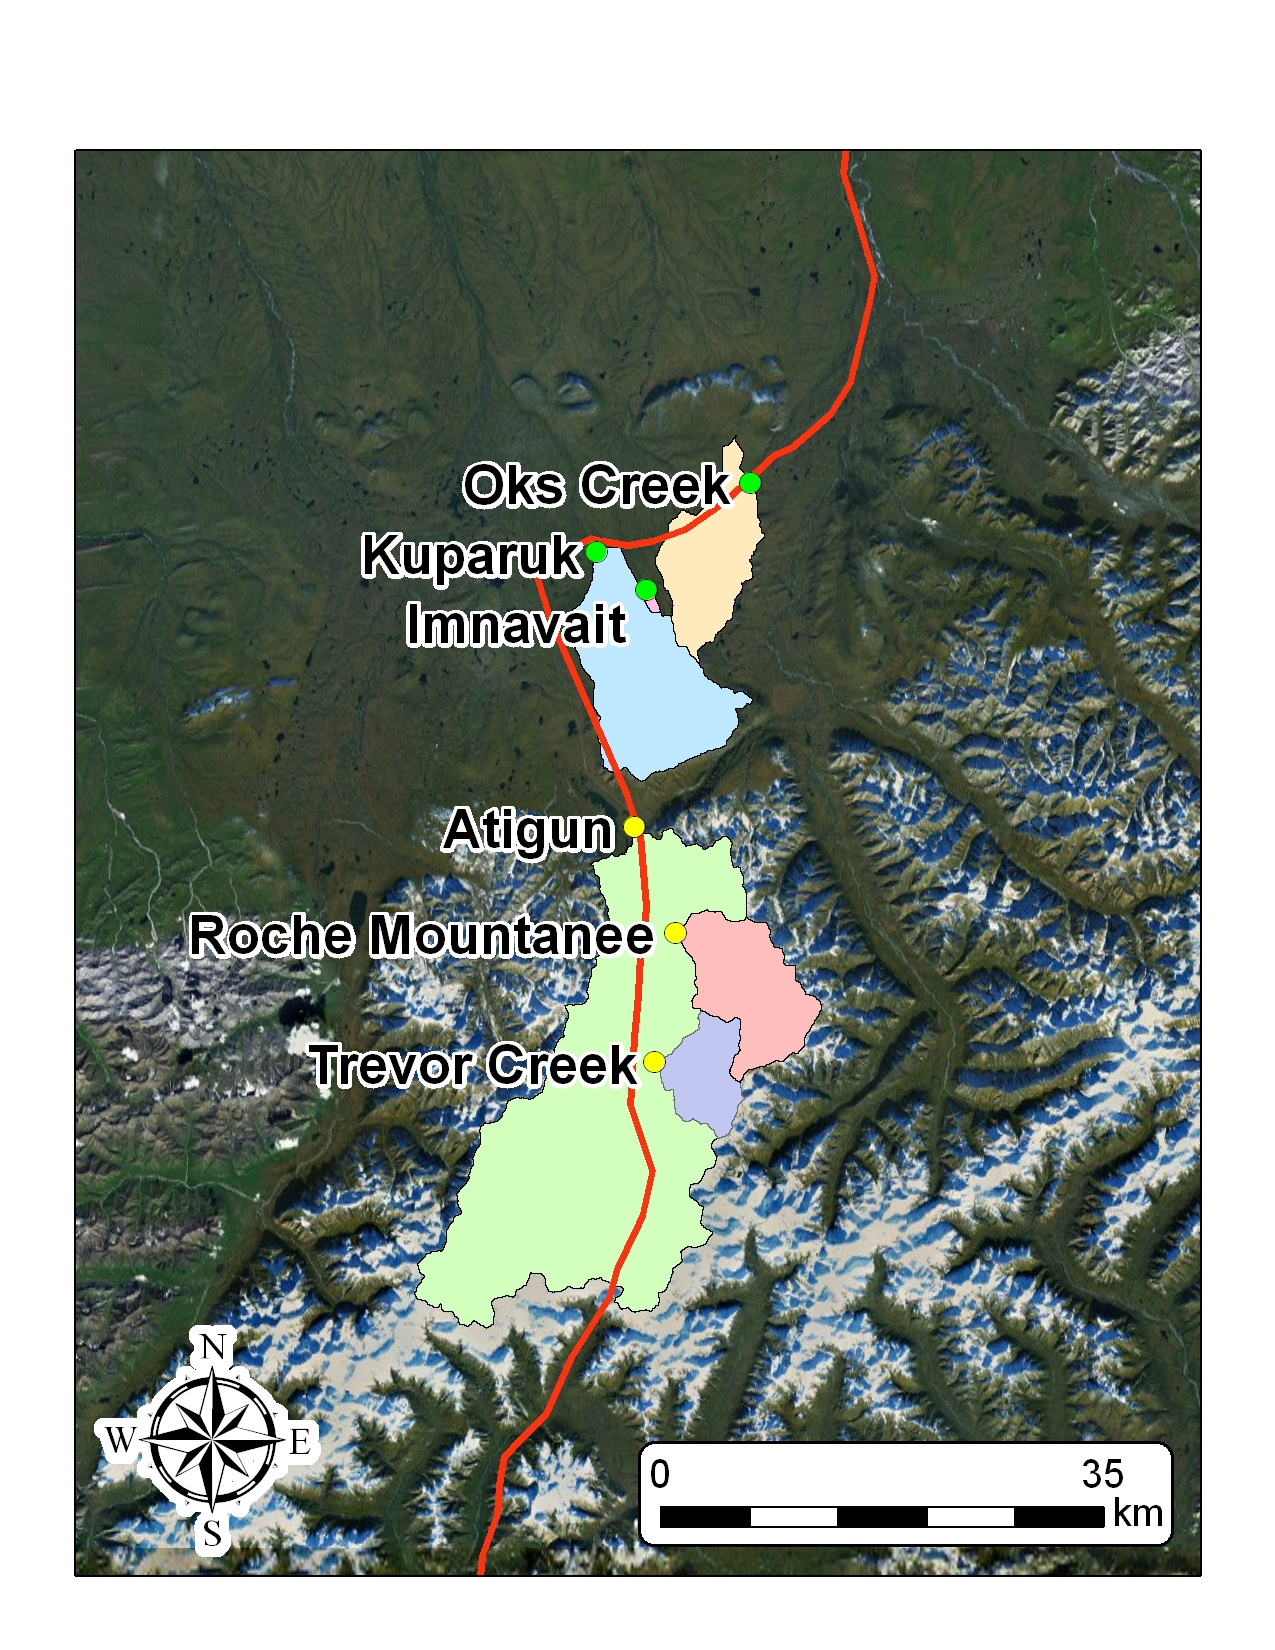 Oks Creek
Kuparuk
Imnavait
Atigun
Roche Mountanee
Trevor Creek
N
W E
S
0 35
km